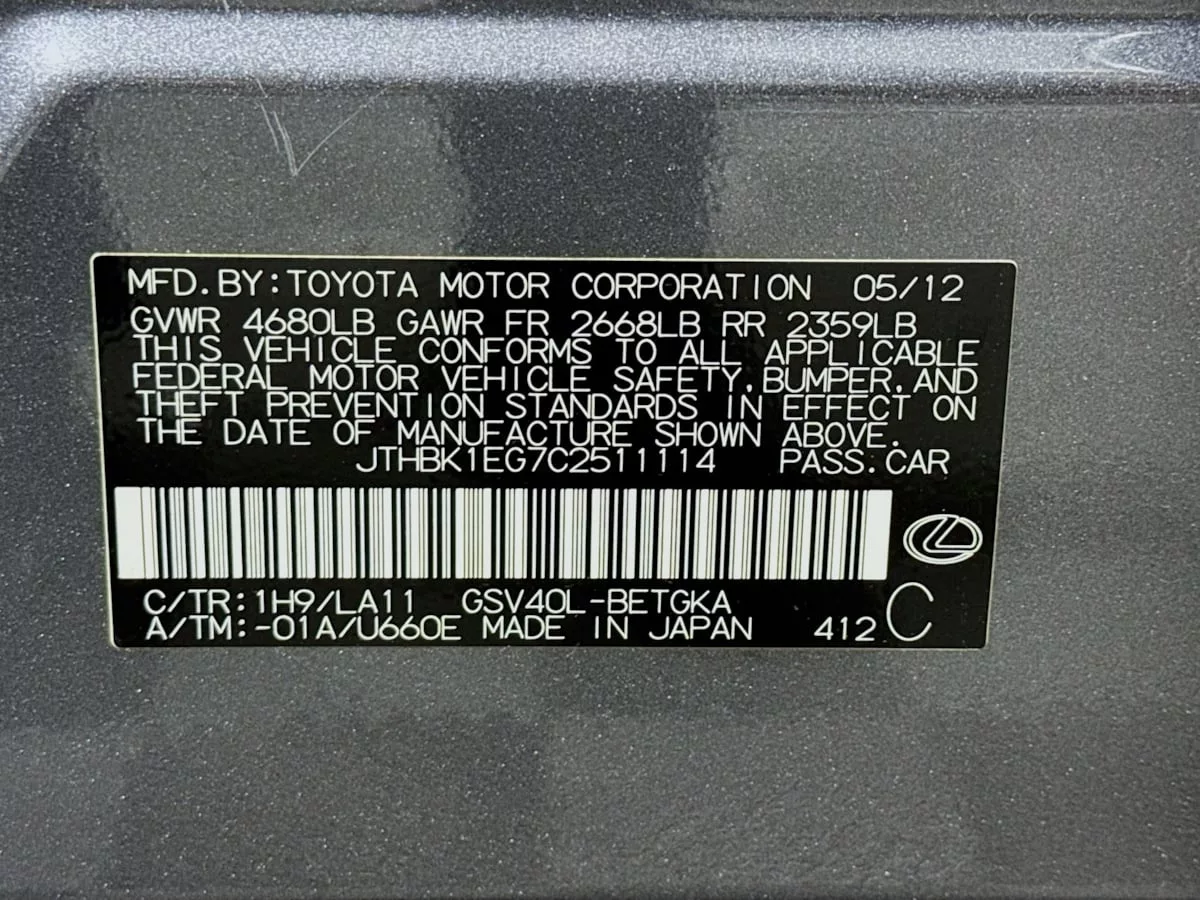 MFD.BY:TOYOTA MOTOR CORPORATION 05/12
GVWR 4680LB GAWR FR 2668LB RR 2359LB
THIS VEHICLE CONFORMS TO ALL APPLICABLE
FEDERAL MOTOR VEHICLE SAFETY,BUMPER,AND
THEFT PREVENTION STANDARDS IN EFFECT ON
THE DATE OF MANUFACTURE SHOWN ABOVE.
JTHBK1EG7C2511114 PASS.CAR
C/TR:1H9/LA11 GSV40L-BETGKA
A/TM:-01A/U660E MADE IN JAPAN 412 C